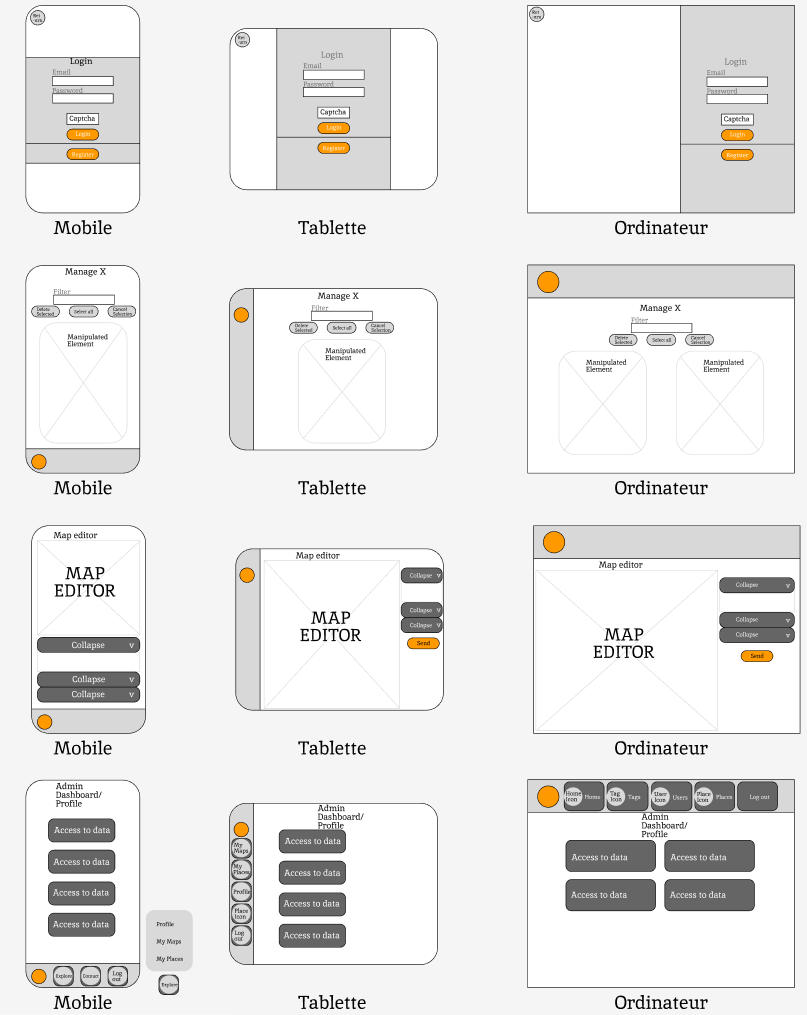 Ret
-urn
Login
Email
Password
Captcha
Login
Register
Mobile
Ret
-urn
Login
Email
Password
Captcha
Login
Register
Tablette
Ret
-urn
Login
Email
Password
Captcha
Login
Register
Ordinateur
Manage X
Filter
Delete
Selected
Select all
Cancel
Selection
Manipulated
Element
Mobile
Manage X
Filter
Delete
Selected
Select all
Cancel
Selection
Manipulated
Element
Tablette
Manage X
Filter
Delete
Selected
Select all
Cancel
Selection
Manipulated
Element
Manipulated
Element
Ordinateur
Map editor
MAP
EDITOR
Collapse v
Collapse v
Collapse v
Mobile
Map editor
MAP
EDITOR
Collapse v
Collapse v
Collapse v
Send
Tablette
Map editor
MAP
EDITOR
Collapse v
Collapse v
Collapse v
Send
Ordinateur
Admin
Dashboard/
Profile
Access to data
Access to data
Access to data
Access to data
Explore
Contact
Log
out
Profile
My Maps
My Places
Explore
Mobile
Admin
Dashboard/
Profile
My
Maps
My
Places
Profile
Place
Icon
Log
out
Access to data
Access to data
Access to data
Access to data
Tablette
Home
Icon
Home
Tag
Icon
Tags
User
Icon
Users
Place
Icon
Places
Log out
Admin
Dashboard/
Profile
Access to data
Access to data
Access to data
Access to data
Ordinateur